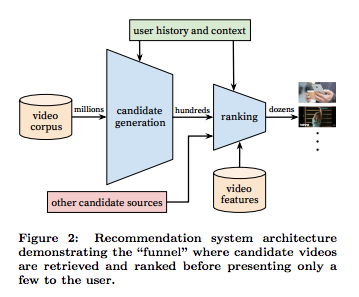 user history and context
video
corpus
millions
candidate
generation
hundreds
ranking
dozens
other candidate sources
video
features
Figure 2: Recommendation system architecture
demonstrating the “funnel” where candidate videos
are retrieved and ranked before presenting only a
few to the user.